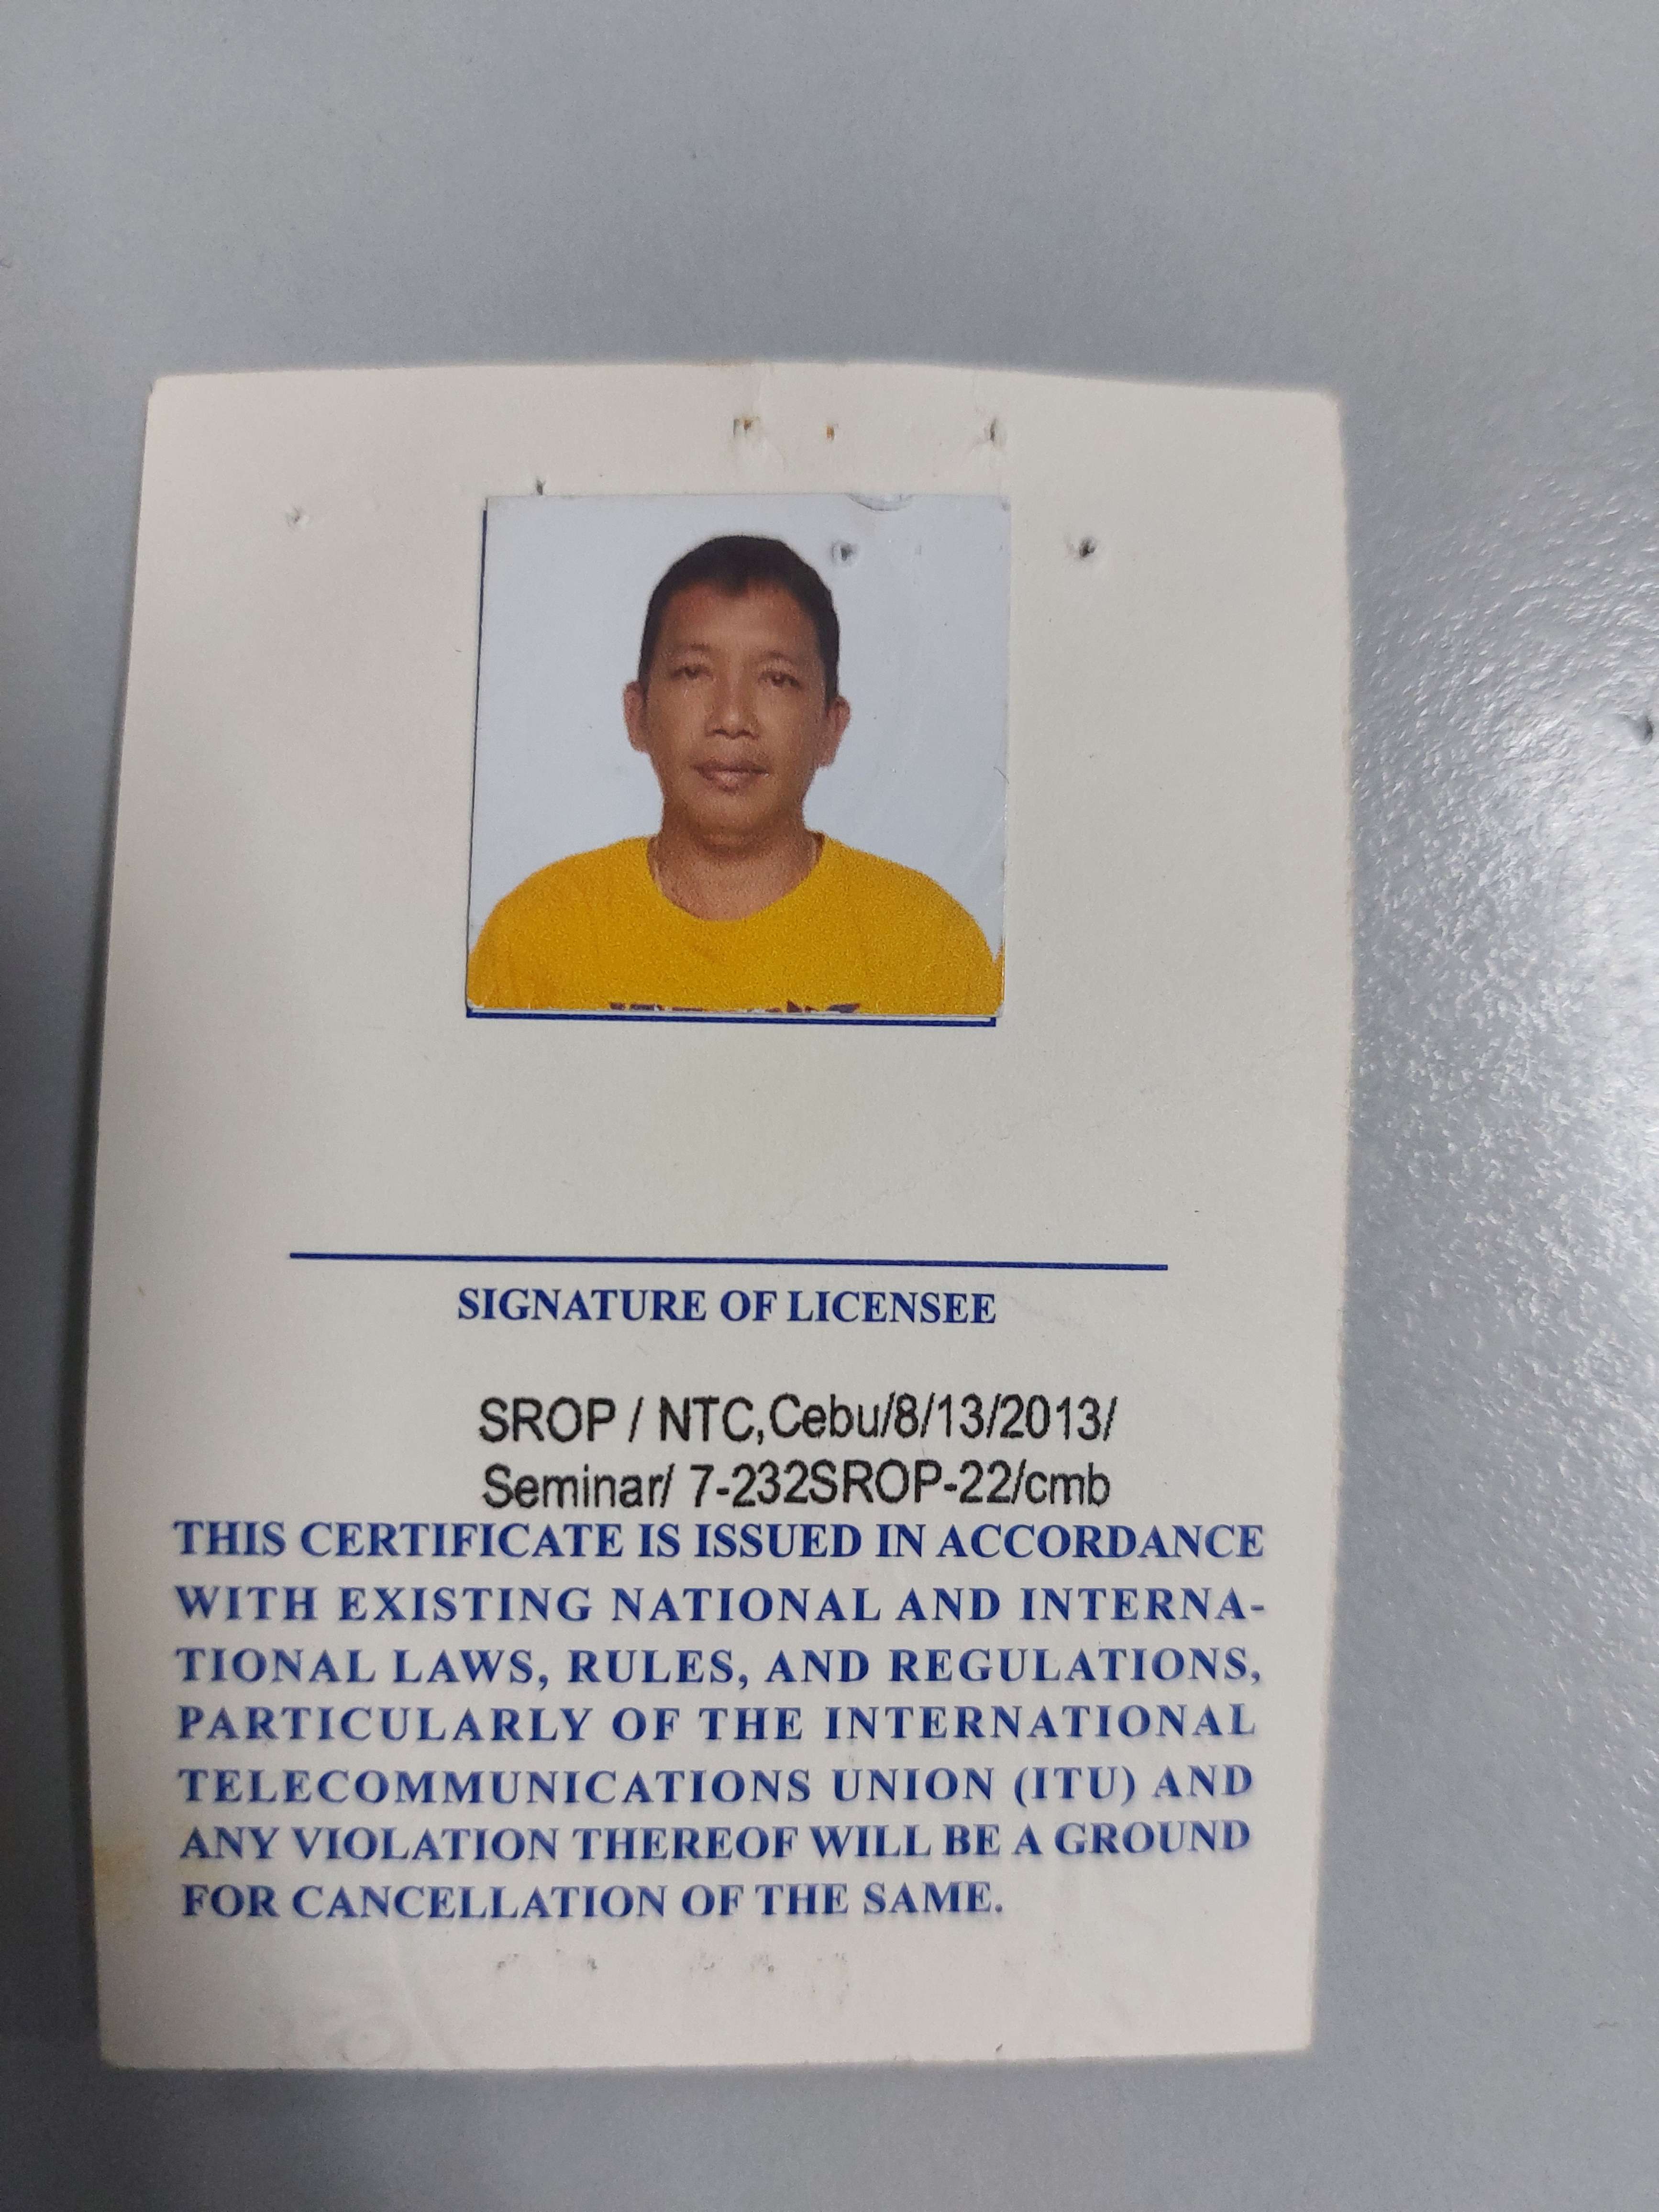 SIGNATURE OF LICENSEE
SROP / NTC,Cebu/8/13/2013/
Seminar/ 7-232SROP-22/cmb
THIS CERTIFICATE IS ISSUED IN ACCORDANCE
WITH EXISTING NATIONAL AND INTERNA-
TIONAL LAWS, RULES, AND REGULATIONS,
PARTICULARLY OF THE INTERNATIONAL
TELECOMMUNICATIONS UNION (ITU) AND
ANY VIOLATION THEREOF WILL BE A GROUND
FOR CANCELLATION OF THE SAME.